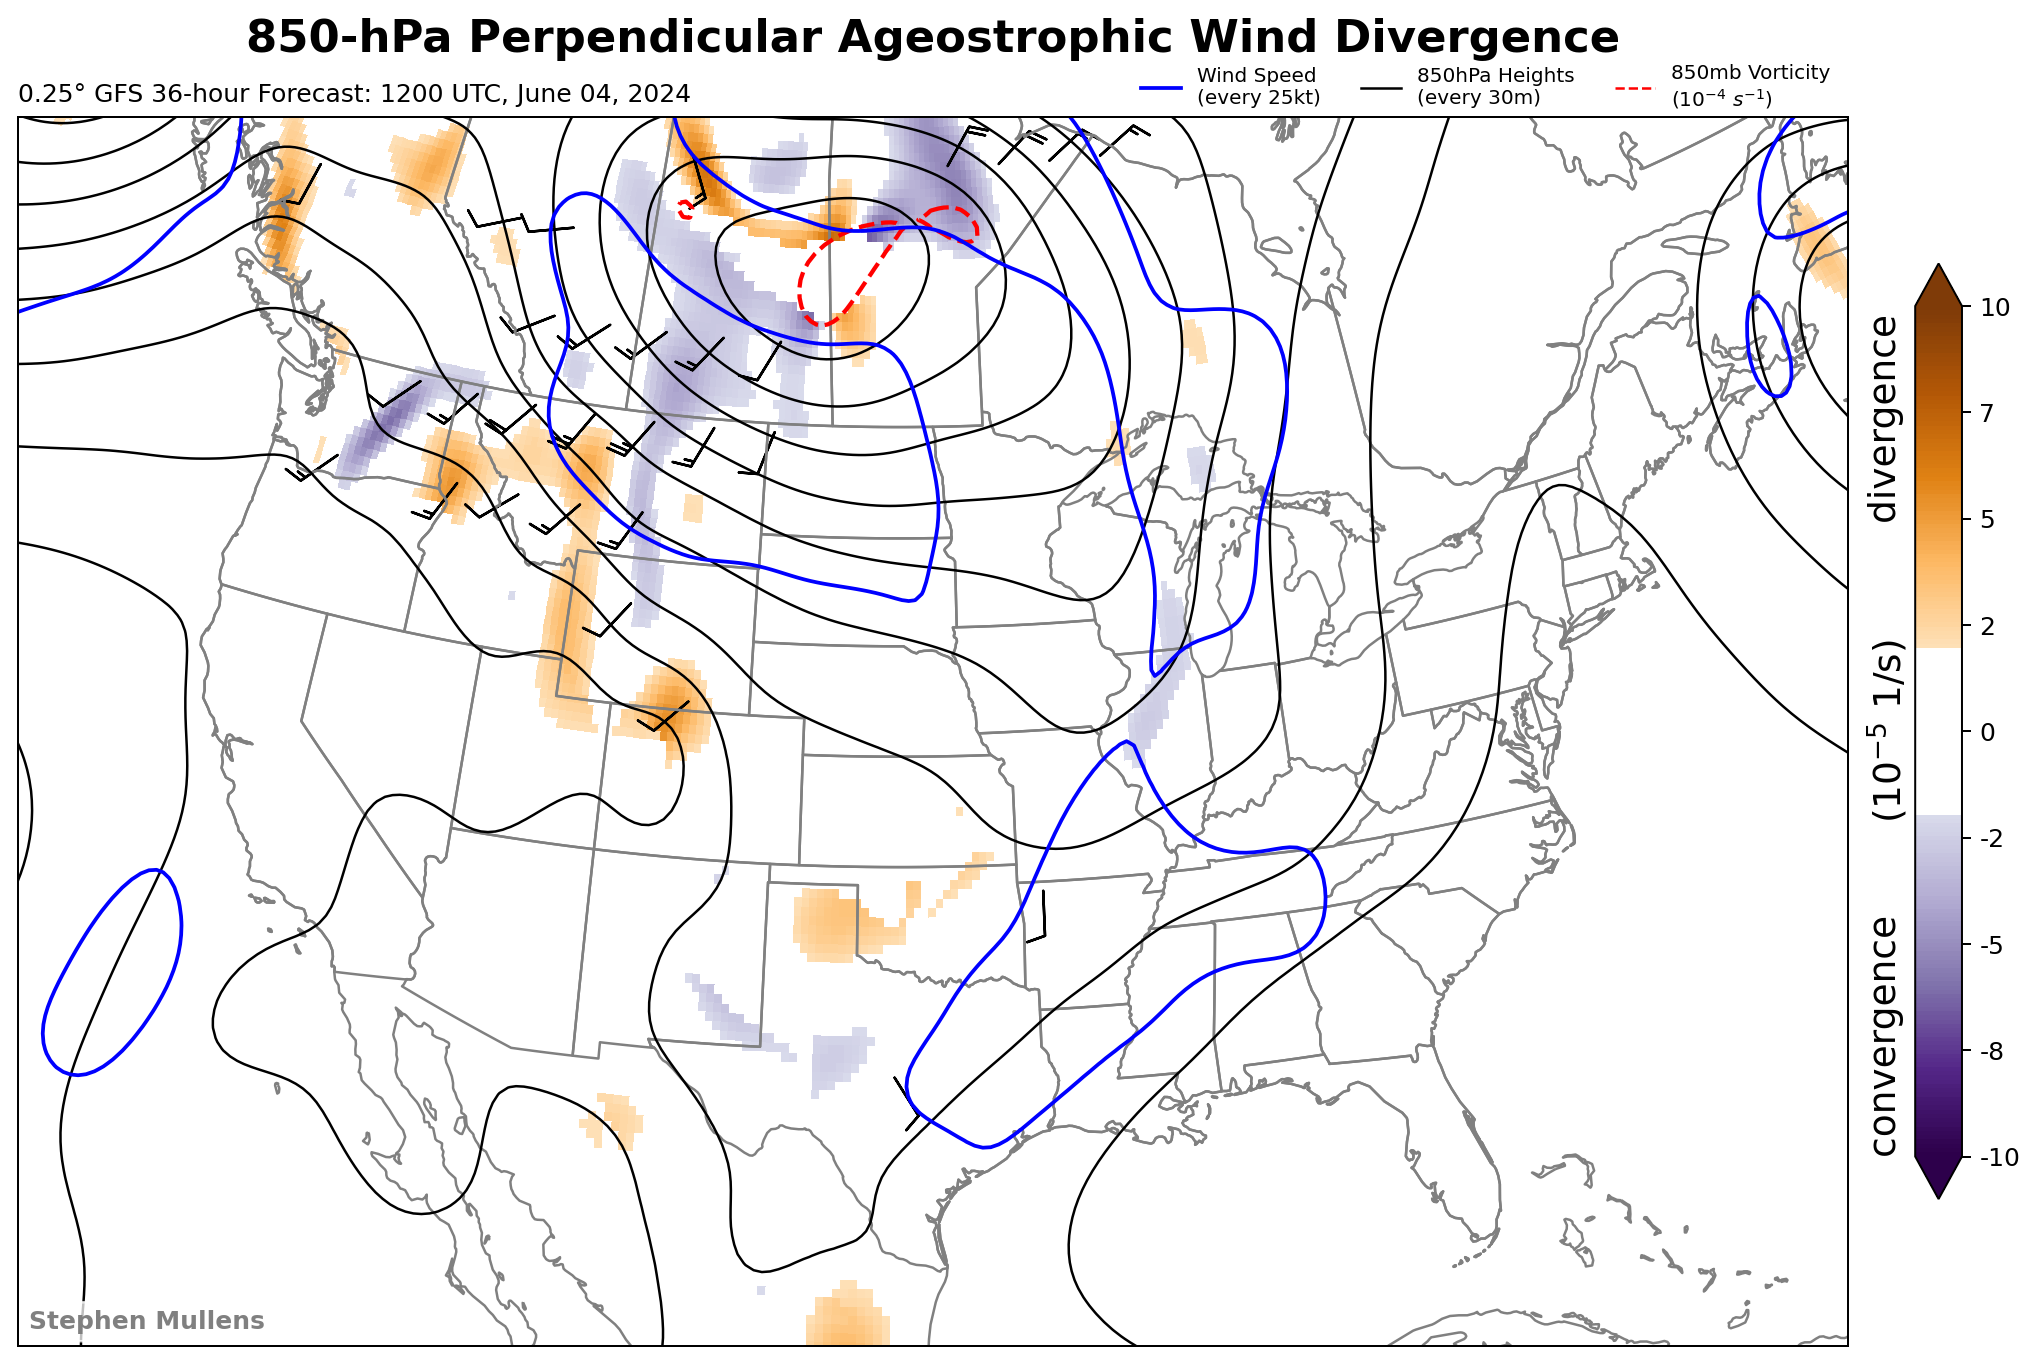 850-hPa Perpendicular Ageostrophic Wind Divergence
0.25° GFS 36-hour Forecast: 1200 UTC, June 04, 2024
Wind Speed
(every 25kt)
850hPa Heights
(every 30m)
850mb Vorticity
(10⁻⁴ s⁻¹)
10
7
5
2
0
-2
-5
-8
-10
convergence (10⁻⁵ 1/s) divergence
Stephen Mullens